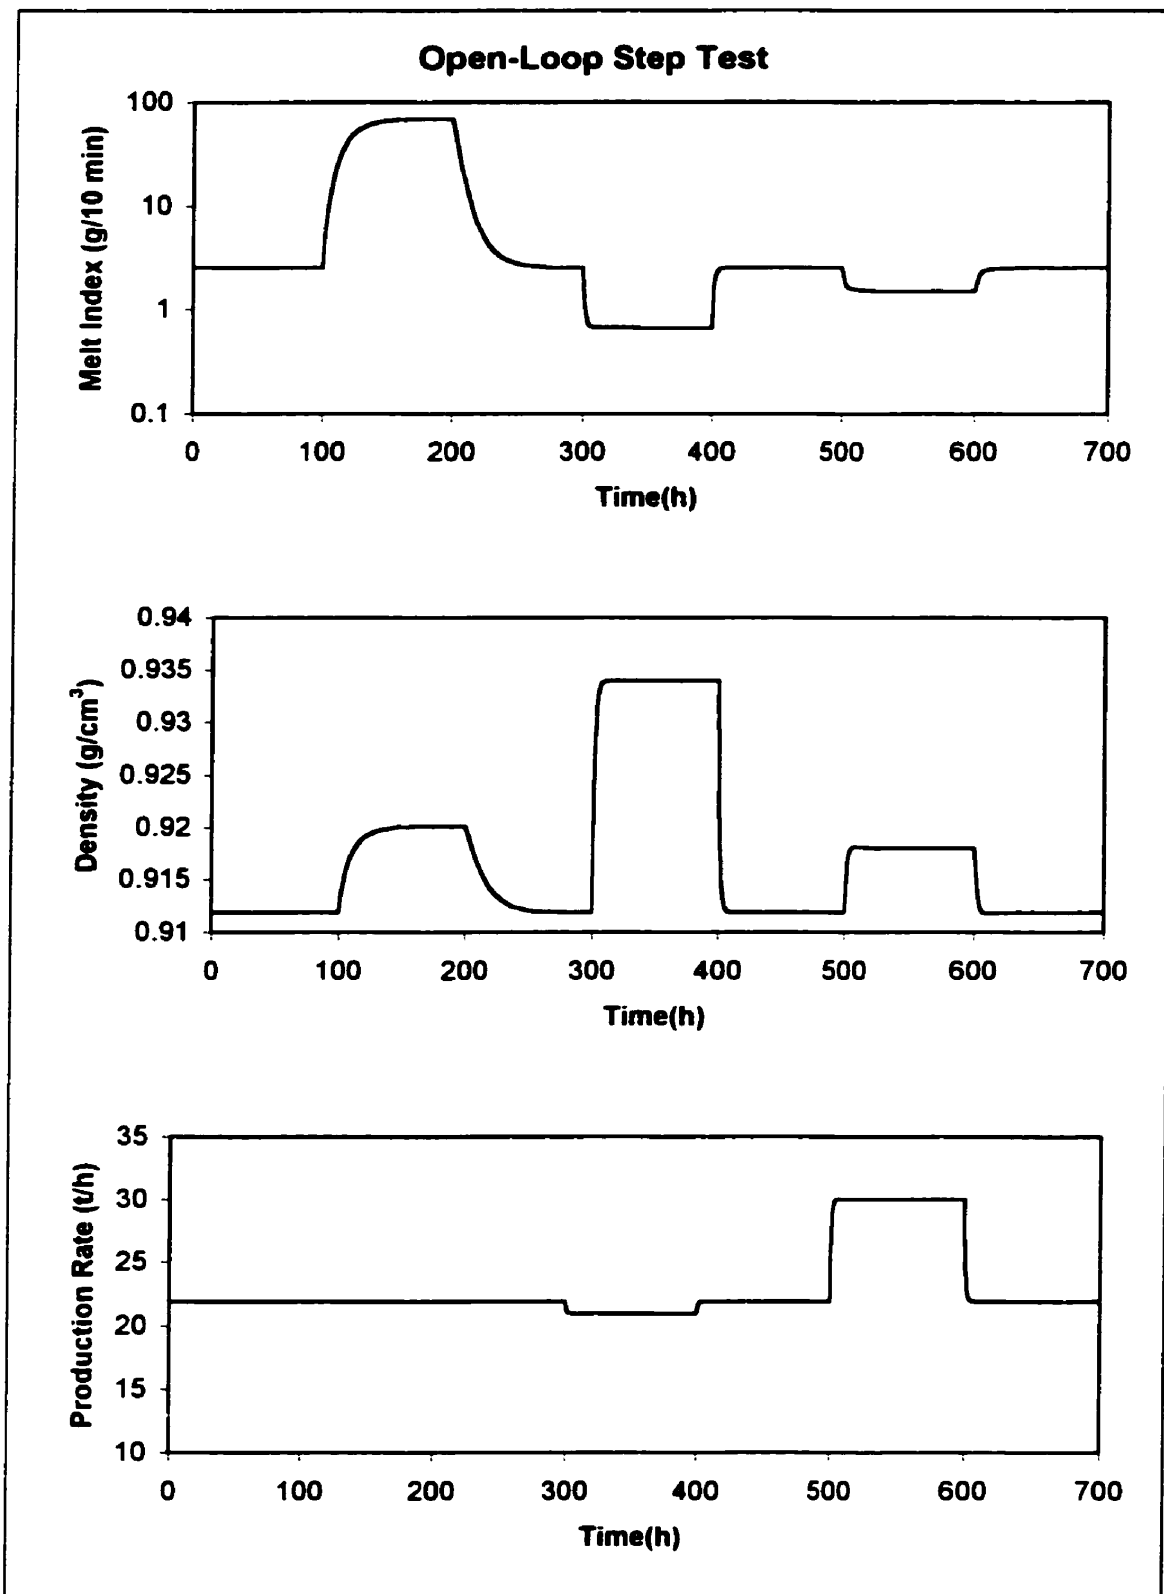 Open-Loop Step Test
Melt Index (g/10 min)
100
10
1
0.1
0 100 200 300 400 500 600 700
Time(h)
Density (g/cm³)
0.94
0.935
0.93
0.925
0.92
0.915
0.91
0 100 200 300 400 500 600 700
Time(h)
Production Rate (t/h)
35
30
25
20
15
10
0 100 200 300 400 500 600 700
Time(h)